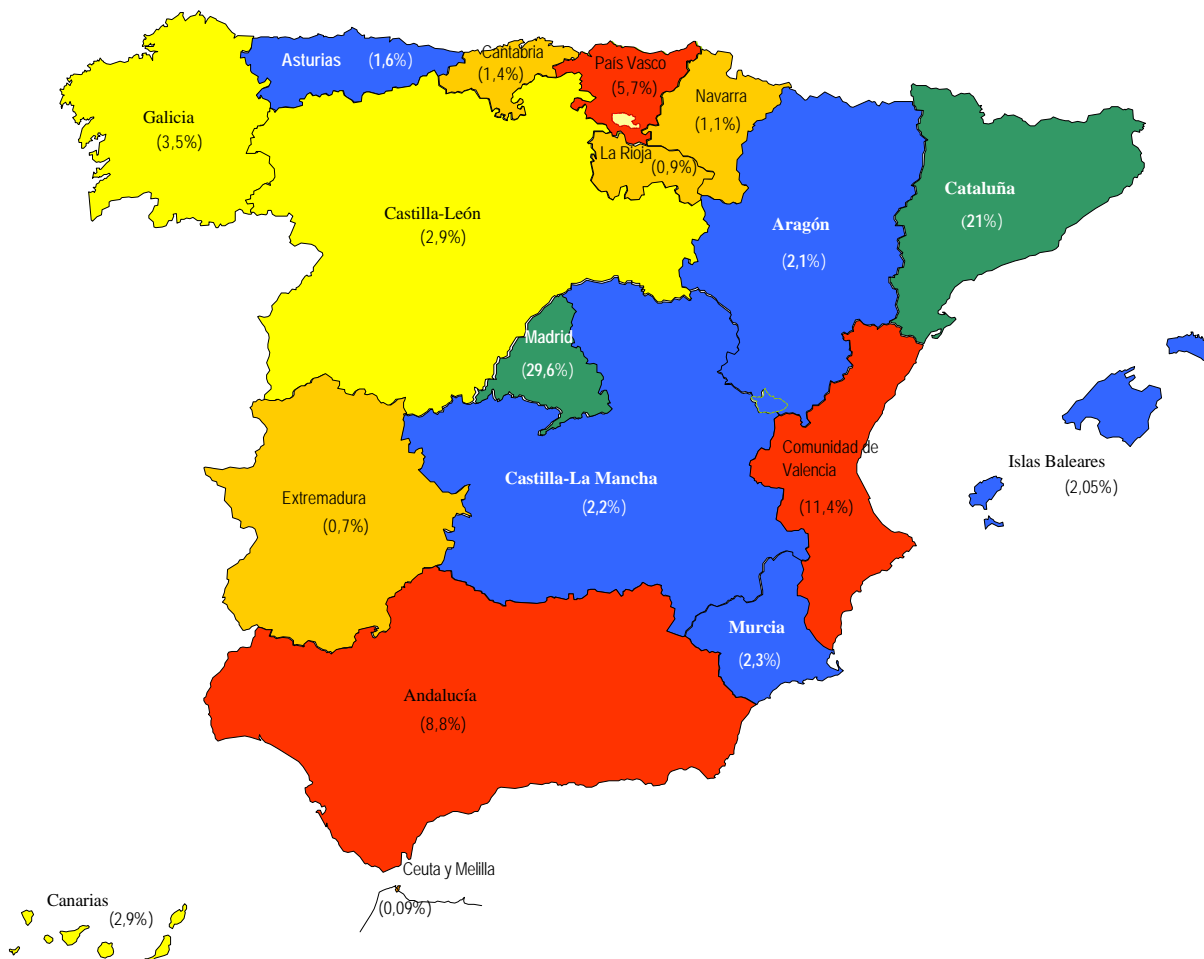 Asturias (1,6%)
Cantabria
(1,4%)
País Vasco
(5,7%)
Navarra
(1,1%)
Galicia
(3,5%)
La Rioja
(0,9%)
Cataluña
(21%)
Castilla-León
(2,9%)
Aragón
(2,1%)
Madrid
(29,6%)
Comunidad de
Valencia
(11,4%)
Islas Baleares
(2,05%)
Castilla-La Mancha
(2,2%)
Extremadura
(0,7%)
Murcia
(2,3%)
Andalucía
(8,8%)
Ceuta y Melilla
(0,09%)
Canarias
(2,9%)